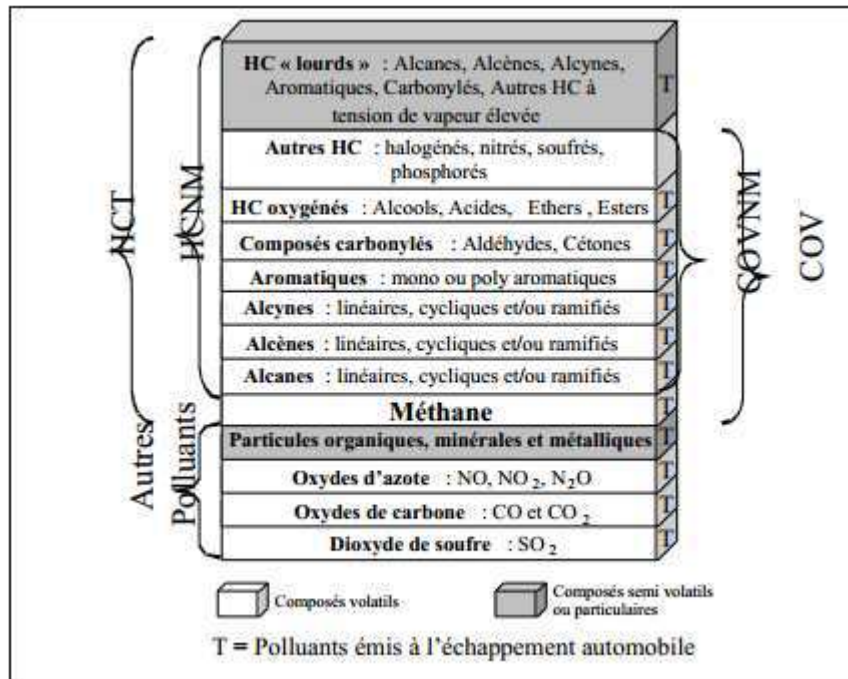 HC « lourds » : Alcanes, Alcènes, Alcynes,
Aromatiques, Carbonylés, Autres HC à
tension de vapeur élevée
T
Autres HC : halogénés, nitrés, soufrés,
phosphorés
HC oxygénés : Alcools, Acides, Ethers , Esters
T
Composés carbonylés : Aldéhydes, Cétones
T
Aromatiques : mono ou poly aromatiques
T
Alcynes : linéaires, cycliques et/ou ramifiés
T
Alcènes : linéaires, cycliques et/ou ramifiés
T
Alcanes : linéaires, cycliques et/ou ramifiés
T
Méthane
T
Particules organiques, minérales et métalliques
T
Oxydes d'azote : NO, NO2, N2O
T
Oxydes de carbone : CO et CO2
T
Dioxyde de soufre : SO2
T
HCT
HCNM
COVNM
COV
Autres
Polluants
Composés volatils
Composés semi volatils
ou particulaires
T = Polluants émis à l'échappement automobile